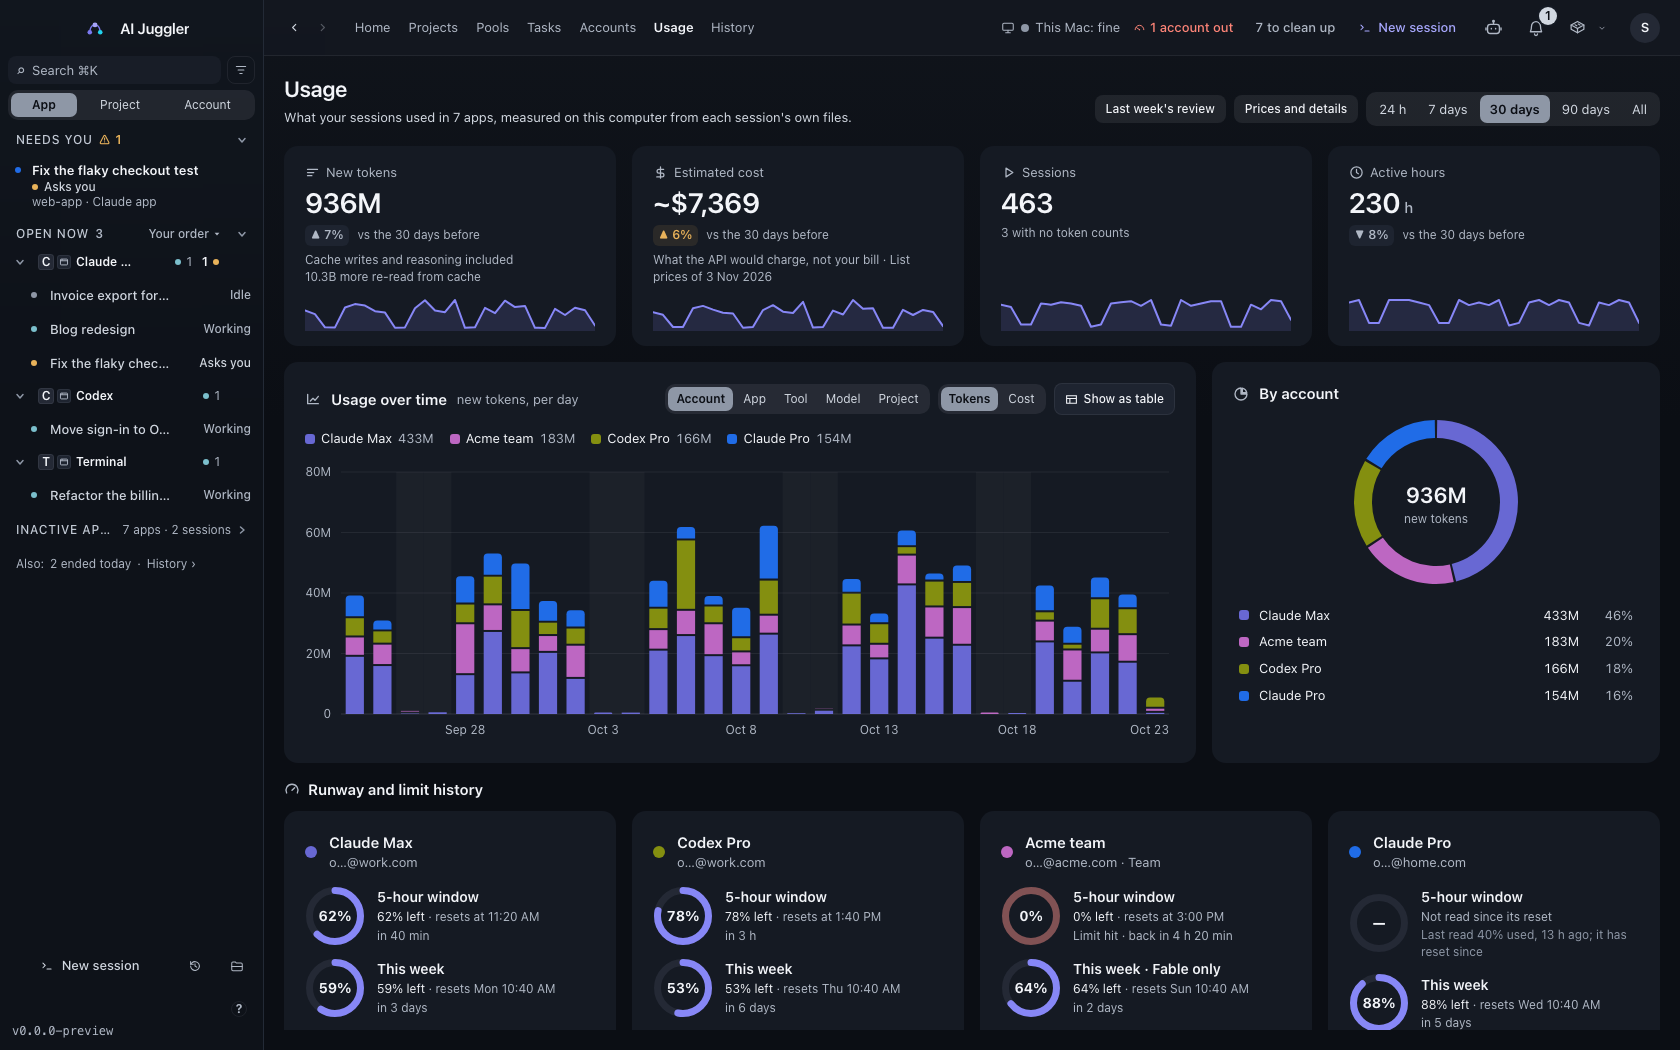 AI Juggler
Search ⌘K
App Project Account
NEEDS YOU 1
Fix the flaky checkout test
Asks you
web-app · Claude app
OPEN NOW 3 Your order
C Claude ... 1 1
Invoice export for... Idle
Blog redesign Working
Fix the flaky chec... Asks you
C Codex 1
Move sign-in to O... Working
T Terminal 1
Refactor the billin... Working
INACTIVE AP... 7 apps · 2 sessions
Also: 2 ended today · History ›
New session
?
v0.0.0-preview
Home Projects Pools Tasks Accounts Usage History
This Mac: fine 1 account out 7 to clean up New session 1 S
Usage
What your sessions used in 7 apps, measured on this computer from each session's own files.
Last week's review Prices and details 24 h 7 days 30 days 90 days All
New tokens
936M
▲ 7% vs the 30 days before
Cache writes and reasoning included
10.3B more re-read from cache
Estimated cost
~$7,369
▲ 6% vs the 30 days before
What the API would charge, not your bill · List
prices of 3 Nov 2026
Sessions
463
3 with no token counts
Active hours
230 h
▼ 8% vs the 30 days before
Usage over time new tokens, per day
Account App Tool Model Project Tokens Cost Show as table
Claude Max 433M Acme team 183M Codex Pro 166M Claude Pro 154M
80M
60M
40M
20M
0
Sep 28 Oct 3 Oct 8 Oct 13 Oct 18 Oct 23
By account
936M
new tokens
Claude Max 433M 46%
Acme team 183M 20%
Codex Pro 166M 18%
Claude Pro 154M 16%
Runway and limit history
Claude Max
o...@work.com
62%
5-hour window
62% left · resets at 11:20 AM
in 40 min
59%
This week
59% left · resets Mon 10:40 AM
in 3 days
Codex Pro
o...@work.com
78%
5-hour window
78% left · resets at 1:40 PM
in 3 h
53%
This week
53% left · resets Thu 10:40 AM
in 6 days
Acme team
o...@acme.com · Team
0%
5-hour window
0% left · resets at 3:00 PM
Limit hit · back in 4 h 20 min
64%
This week · Fable only
64% left · resets Sun 10:40 AM
in 2 days
Claude Pro
o...@home.com
–
5-hour window
Not read since its reset
Last read 40% used, 13 h ago; it has
reset since
88%
This week
88% left · resets Wed 10:40 AM
in 5 days